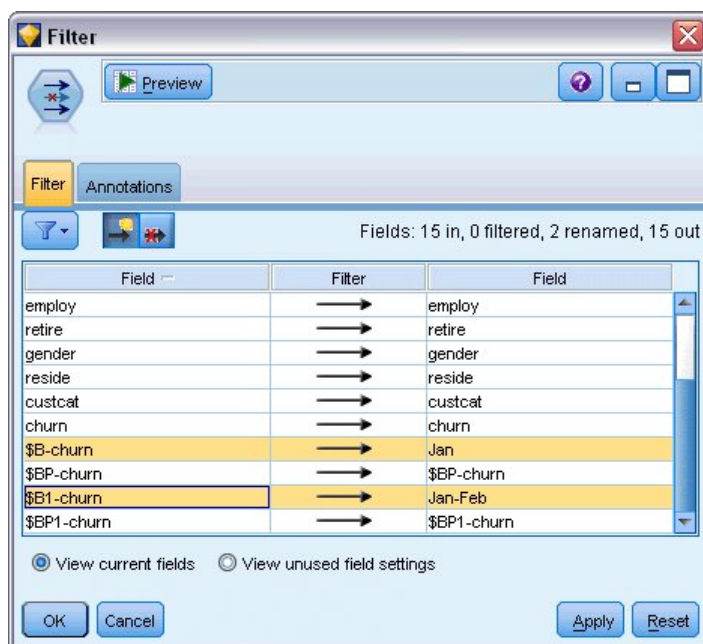 Filter
Preview
Filter Annotations
Fields: 15 in, 0 filtered, 2 renamed, 15 out
Field Filter Field
employ employ
retire retire
gender gender
reside reside
custcat custcat
churn churn
$B-churn Jan
$BP-churn $BP-churn
$B1-churn Jan-Feb
$BP1-churn $BP1-churn
View current fields View unused field settings
OK Cancel Apply Reset